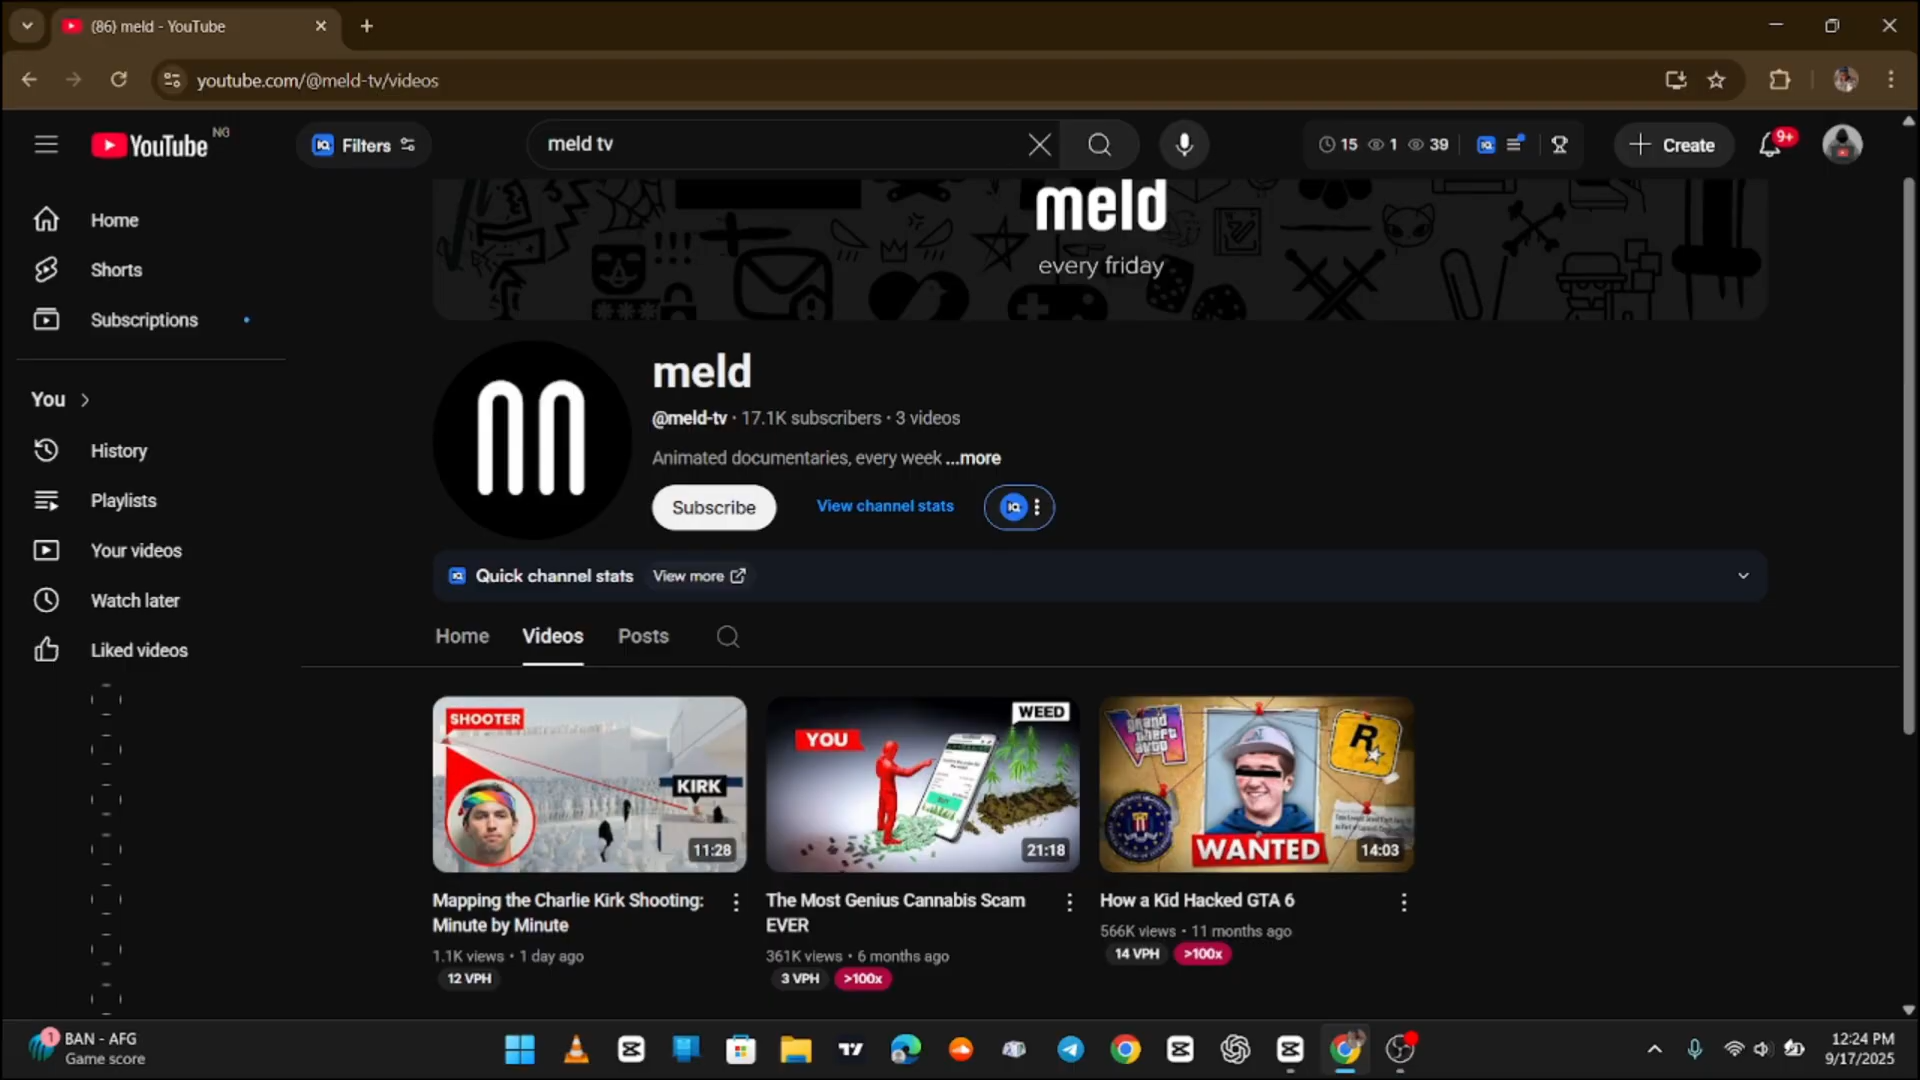 (86) meld - YouTube
youtube.com/@meld-tv/videos
YouTube NG
Filters
meld tv
15 1 39
Create
9+
Home
Shorts
Subscriptions
You
History
Playlists
Your videos
Watch later
Liked videos
meld
every friday
meld
@meld-tv · 17.1K subscribers · 3 videos
Animated documentaries, every week ...more
Subscribe
View channel stats
Quick channel stats View more
Home Videos Posts
SHOOTER
KIRK
11:28
Mapping the Charlie Kirk Shooting:
Minute by Minute
1.1K views · 1 day ago
12 VPH
YOU
WEED
21:18
The Most Genius Cannabis Scam
EVER
361K views · 6 months ago
3 VPH >100x
grand
theft
auto
R
WANTED
14:03
How a Kid Hacked GTA 6
566K views · 11 months ago
14 VPH >100x
1
BAN - AFG
Game score
12:24 PM
9/17/2025